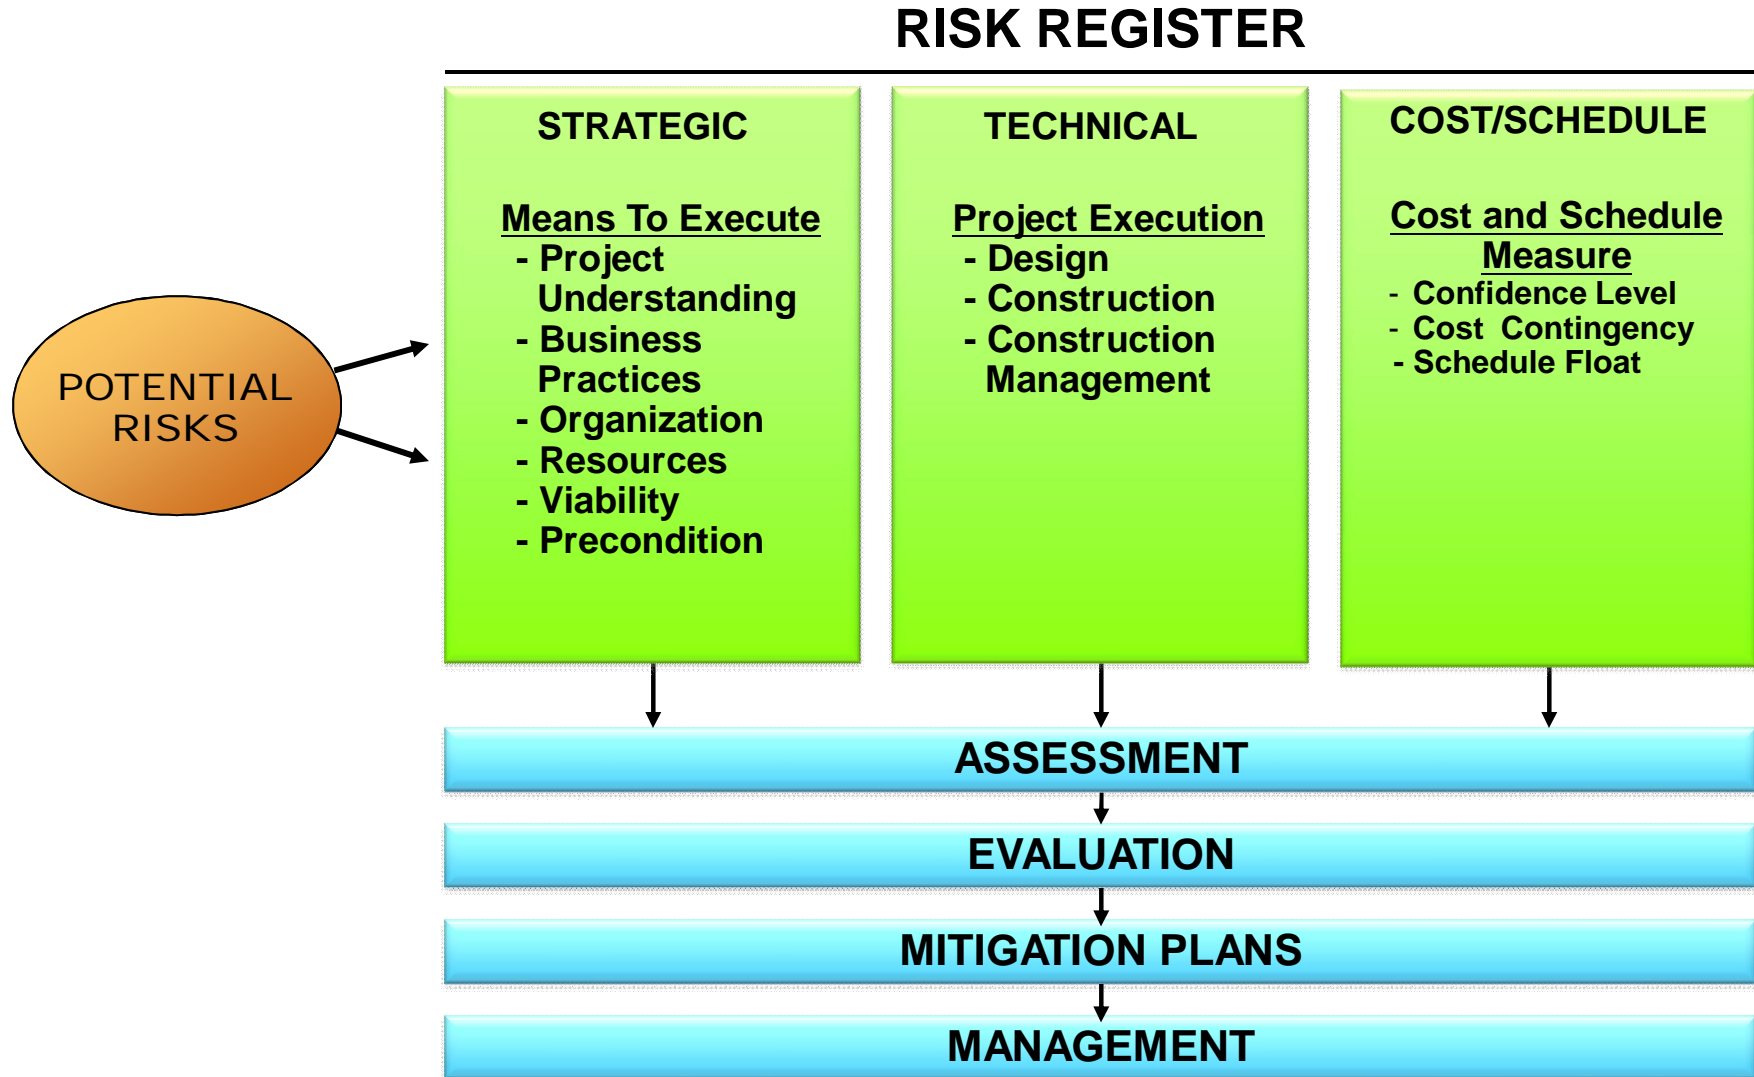 RISK REGISTER
POTENTIAL
RISKS
STRATEGIC
Means To Execute
- Project
Understanding
- Business
Practices
- Organization
- Resources
- Viability
- Precondition
TECHNICAL
Project Execution
- Design
- Construction
- Construction
Management
COST/SCHEDULE
Cost and Schedule
Measure
- Confidence Level
- Cost Contingency
- Schedule Float
ASSESSMENT
EVALUATION
MITIGATION PLANS
MANAGEMENT